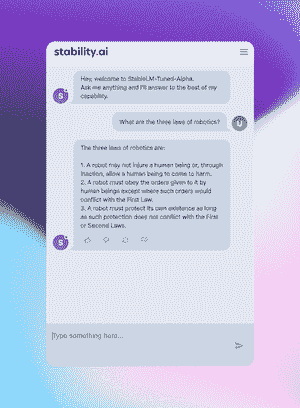 stability.ai
Hey, welcome to StableLM-Tuned-Alpha.
Ask me anything and I'll answer to the best of my
capability.
S
What are the three laws of robotics?
U
The three laws of robotics are:
1. A robot may not injure a human being or, through
inaction, allow a human being to come to harm.
2. A robot must obey the orders given to it by
human beings except where such orders would
conflict with the First Law.
3. A robot must protect its own existence as long
as such protection does not conflict with the First
or Second Laws.
S
Type something here...